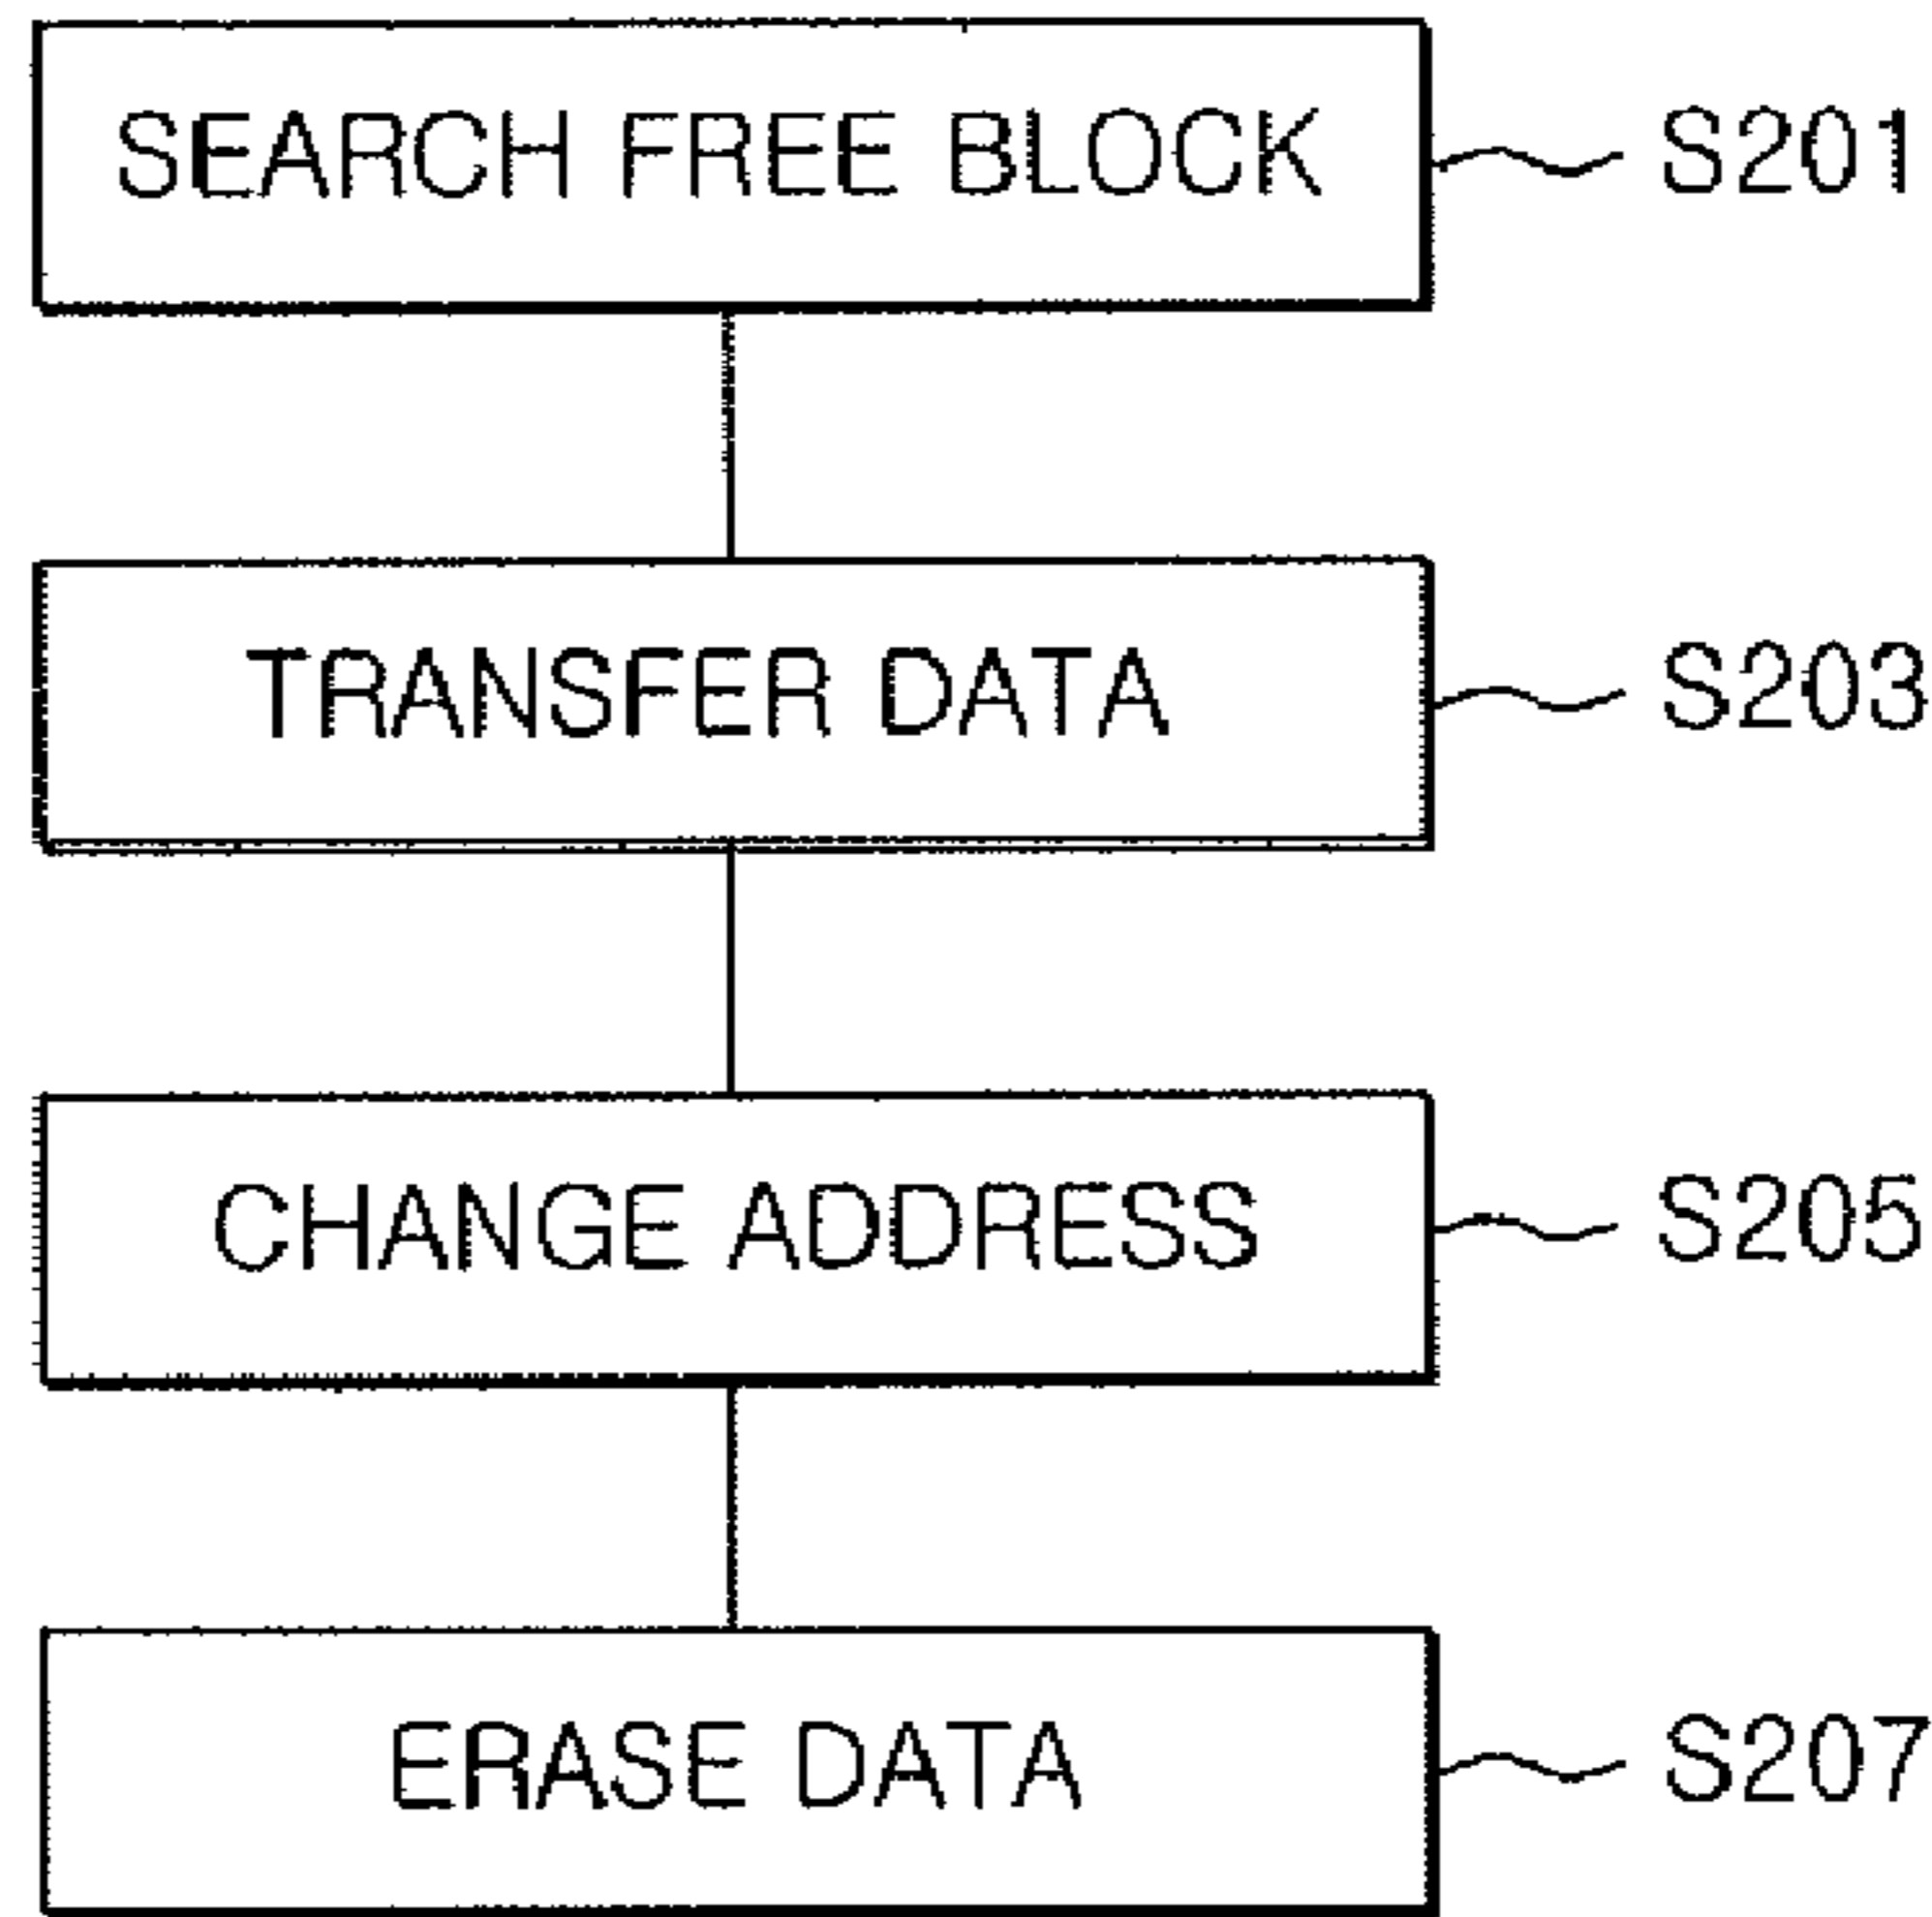 SEARCH FREE BLOCK S201
TRANSFER DATA S203
CHANGE ADDRESS S205
ERASE DATA S207